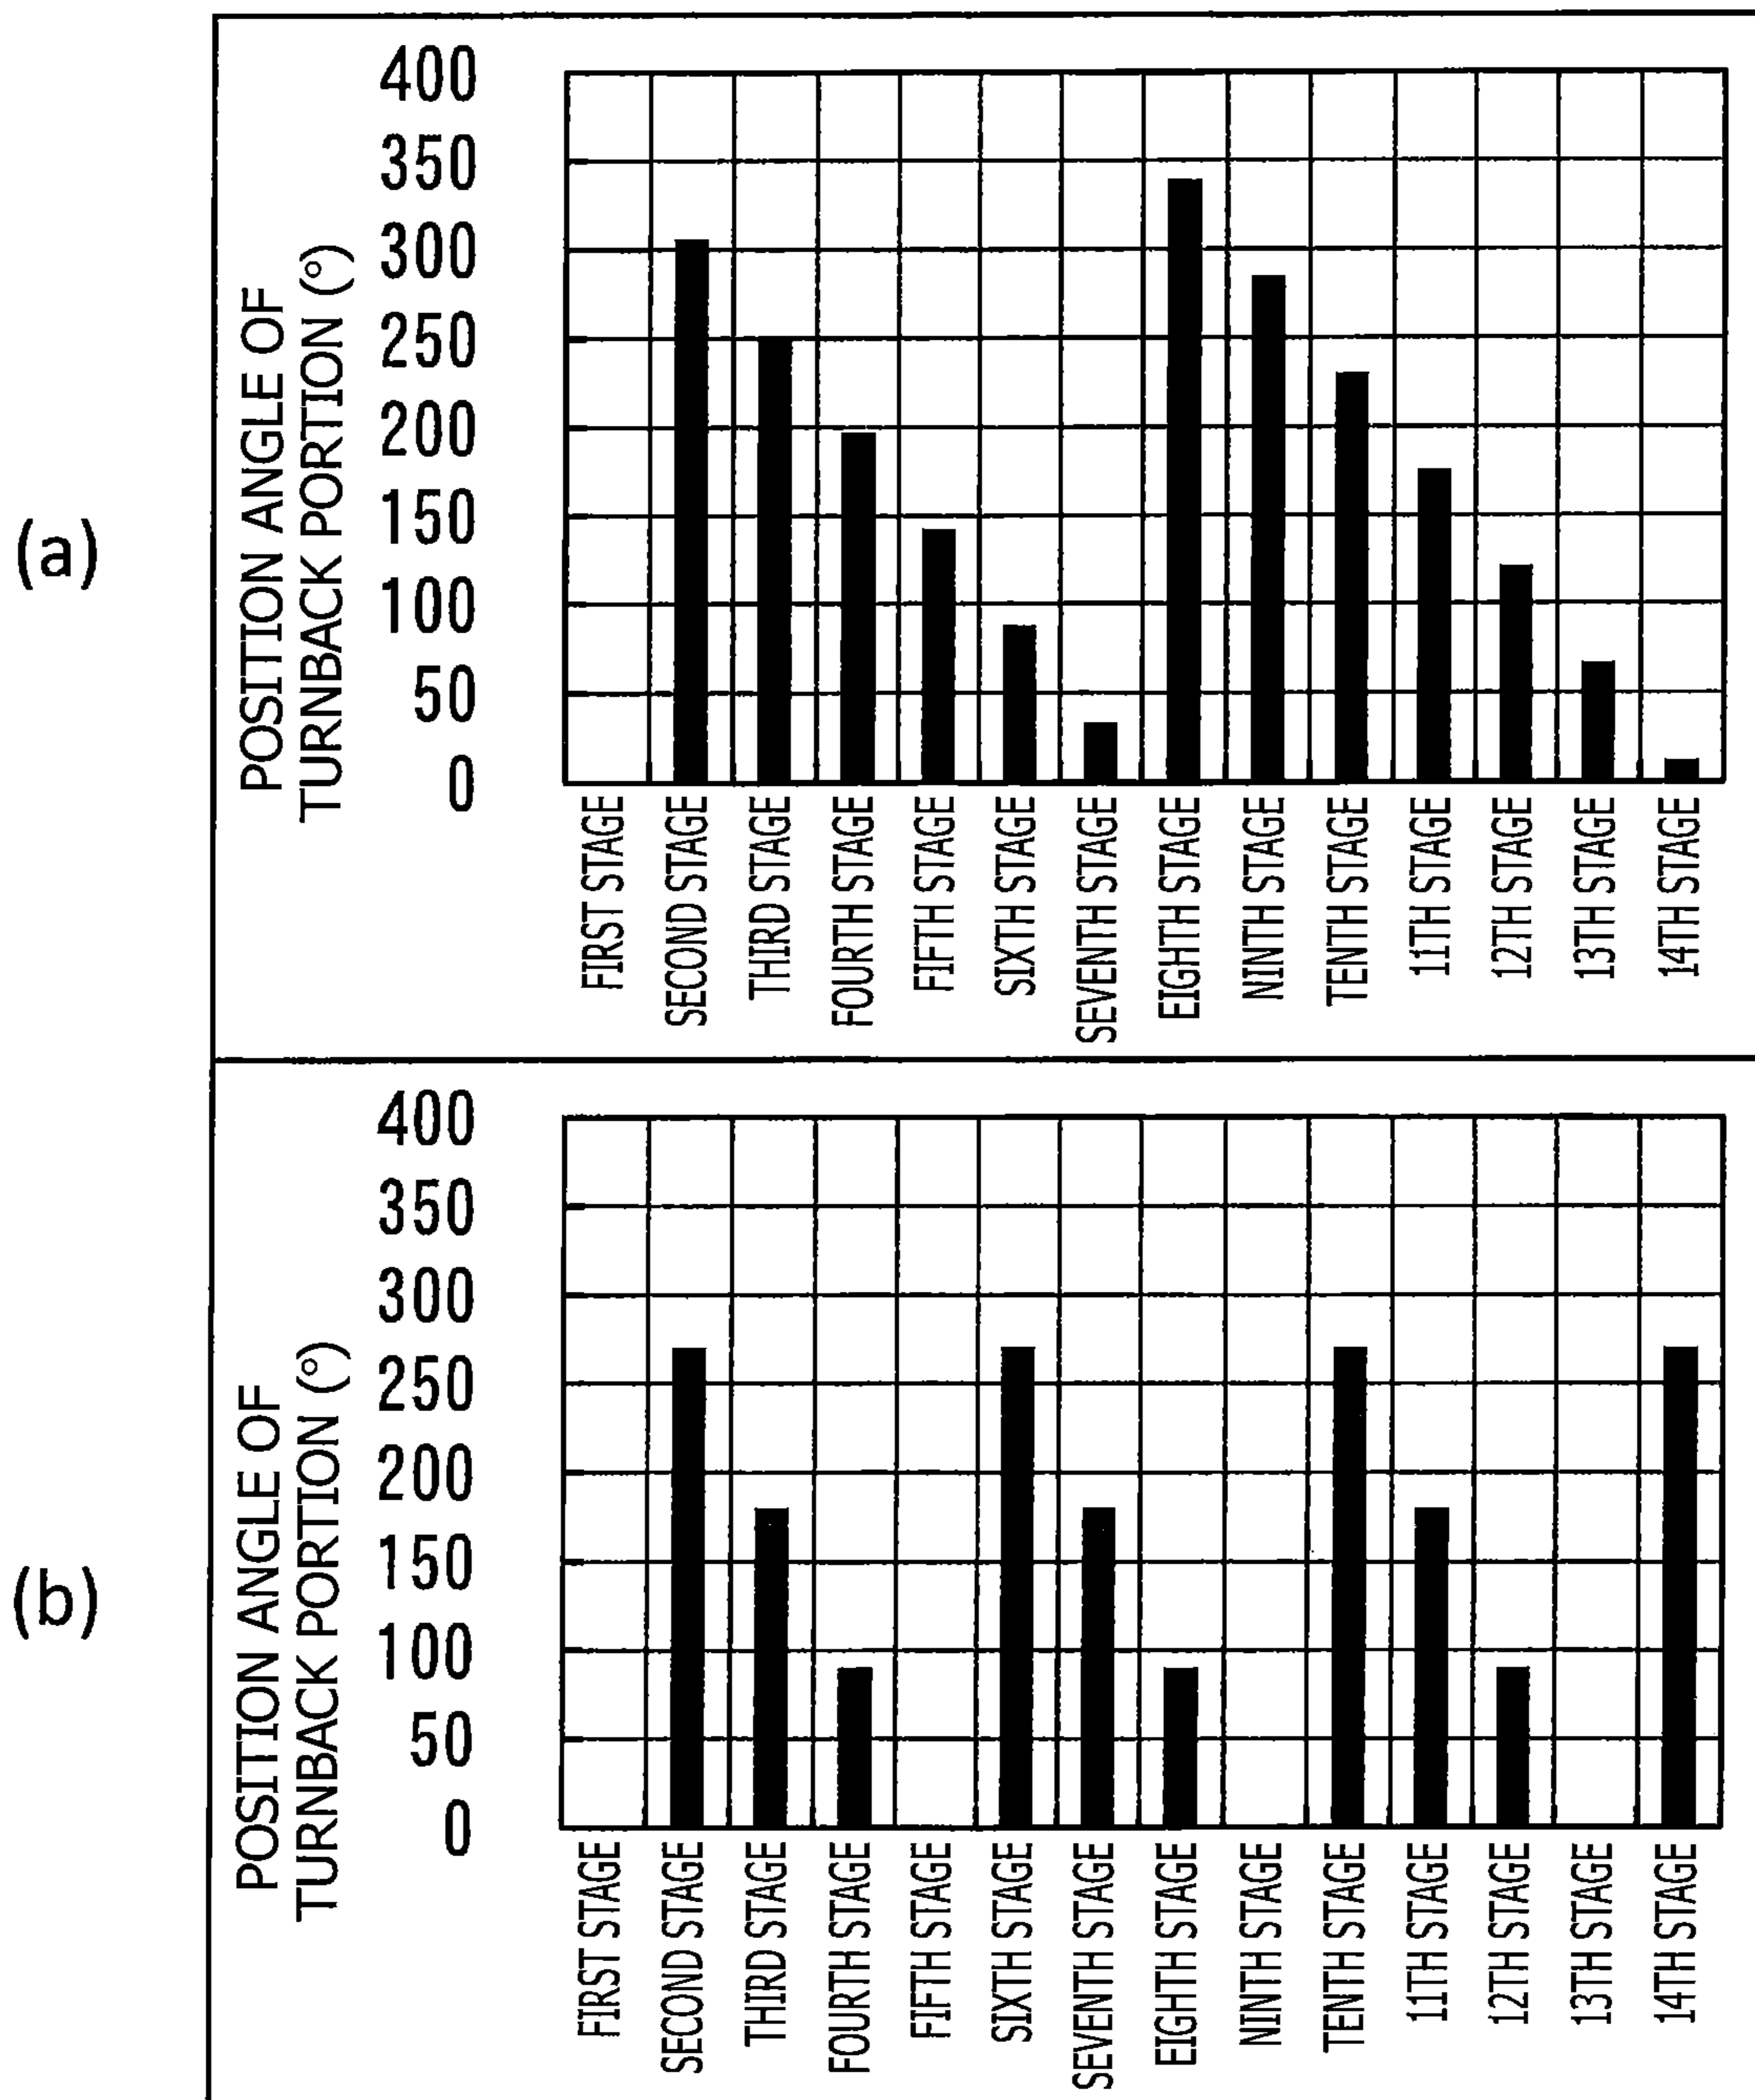 (a)
POSITION ANGLE OF
TURNBACK PORTION (°)
400
350
300
250
200
150
100
50
0
FIRST STAGE
SECOND STAGE
THIRD STAGE
FOURTH STAGE
FIFTH STAGE
SIXTH STAGE
SEVENTH STAGE
EIGHTH STAGE
NINTH STAGE
TENTH STAGE
11TH STAGE
12TH STAGE
13TH STAGE
14TH STAGE
(b)
POSITION ANGLE OF
TURNBACK PORTION (°)
400
350
300
250
200
150
100
50
0
FIRST STAGE
SECOND STAGE
THIRD STAGE
FOURTH STAGE
FIFTH STAGE
SIXTH STAGE
SEVENTH STAGE
EIGHTH STAGE
NINTH STAGE
TENTH STAGE
11TH STAGE
12TH STAGE
13TH STAGE
14TH STAGE